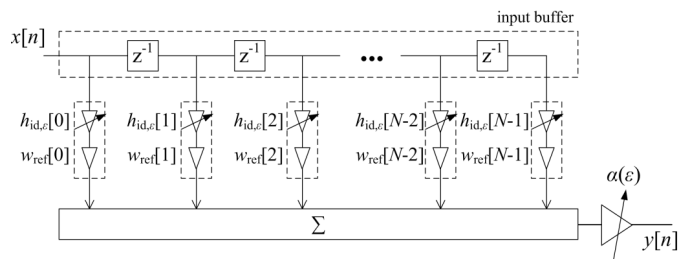 input buffer
x[n]
z⁻¹ z⁻¹ ••• z⁻¹
h_id,ε[0] h_id,ε[1] h_id,ε[2] h_id,ε[N-2] h_id,ε[N-1]
w_ref[0] w_ref[1] w_ref[2] w_ref[N-2] w_ref[N-1]
α(ε)
Σ
y[n]